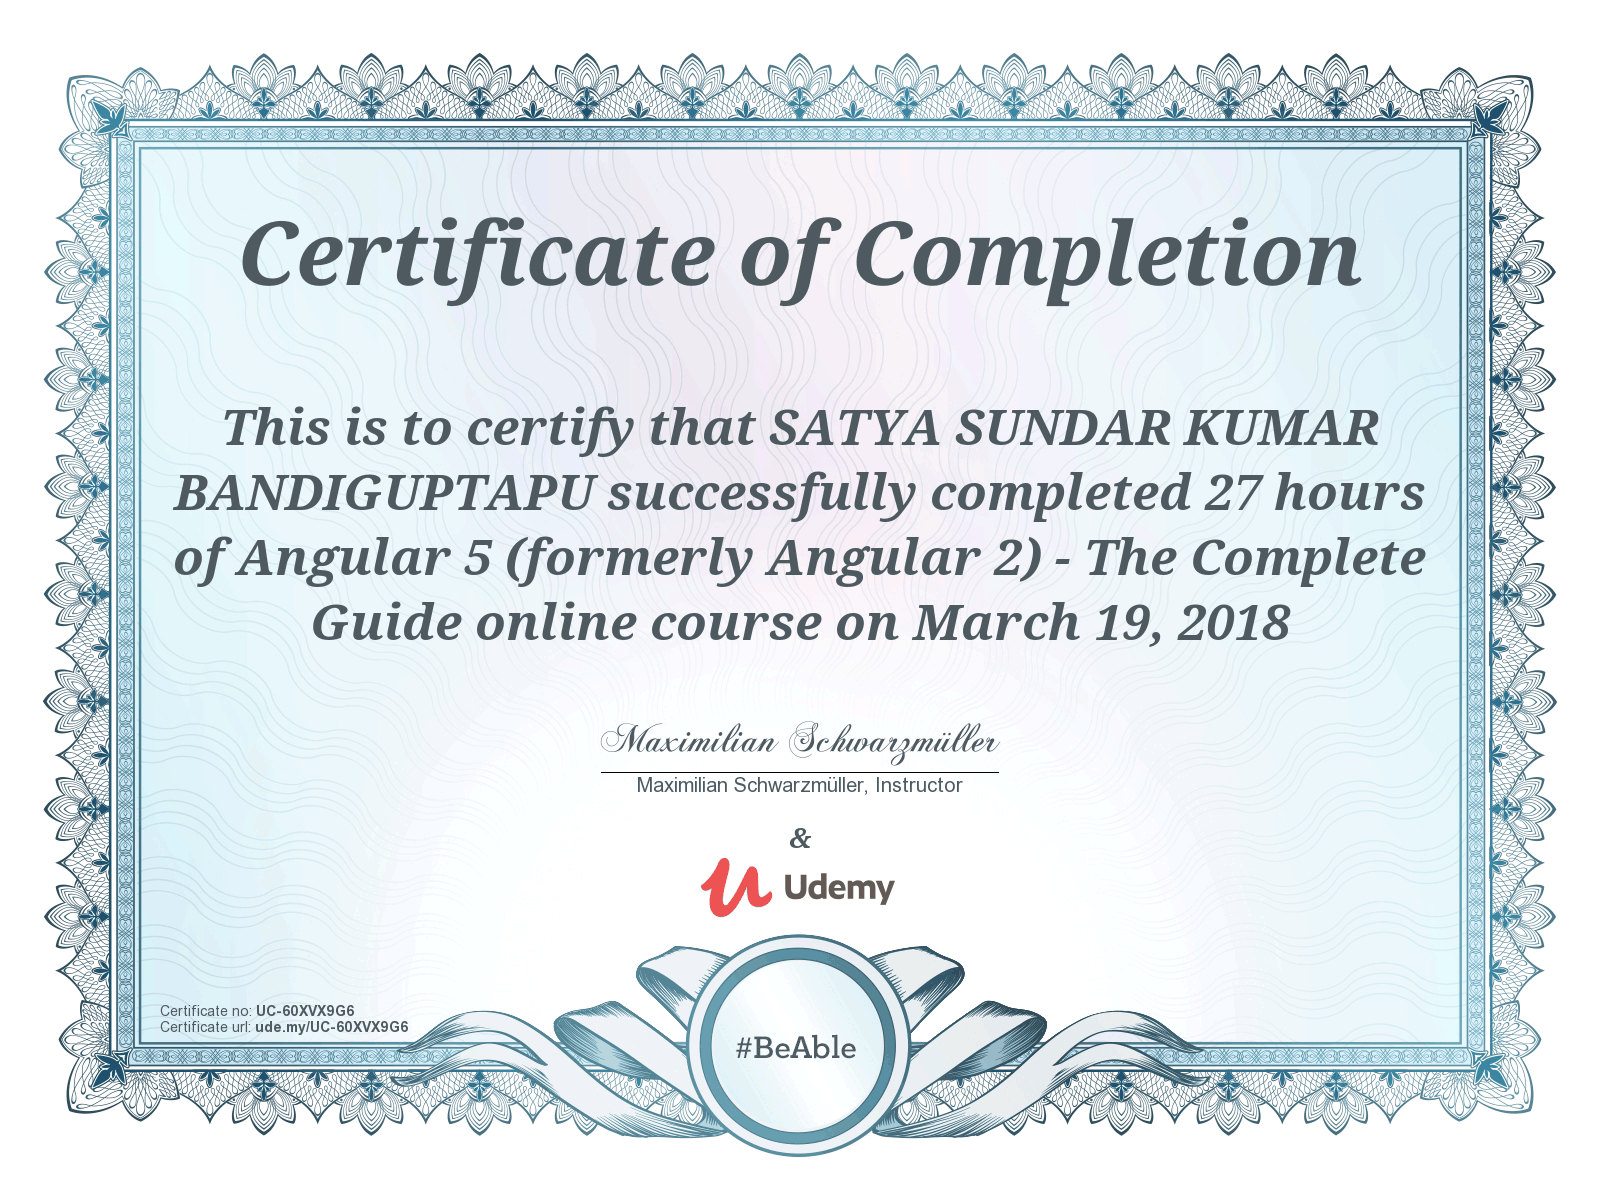 Certificate of Completion
This is to certify that SATYA SUNDAR KUMAR
BANDIGUPTAPU successfully completed 27 hours
of Angular 5 (formerly Angular 2) - The Complete
Guide online course on March 19, 2018
Maximilian Schwarzmüller
Maximilian Schwarzmüller, Instructor
&
Udemy
Certificate no: UC-60XVX9G6
Certificate url: ude.my/UC-60XVX9G6
#BeAble